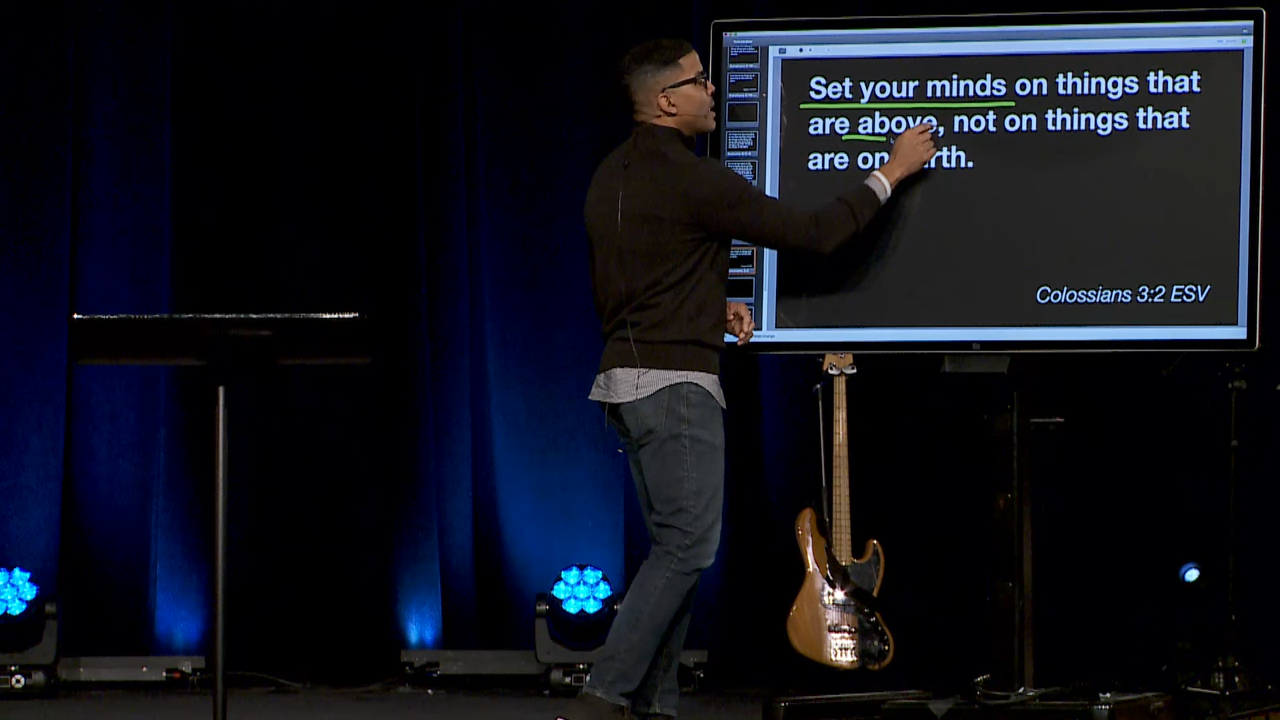 Set your minds on things that
are above, not on things that
are on
Colossians 3:2 ESV